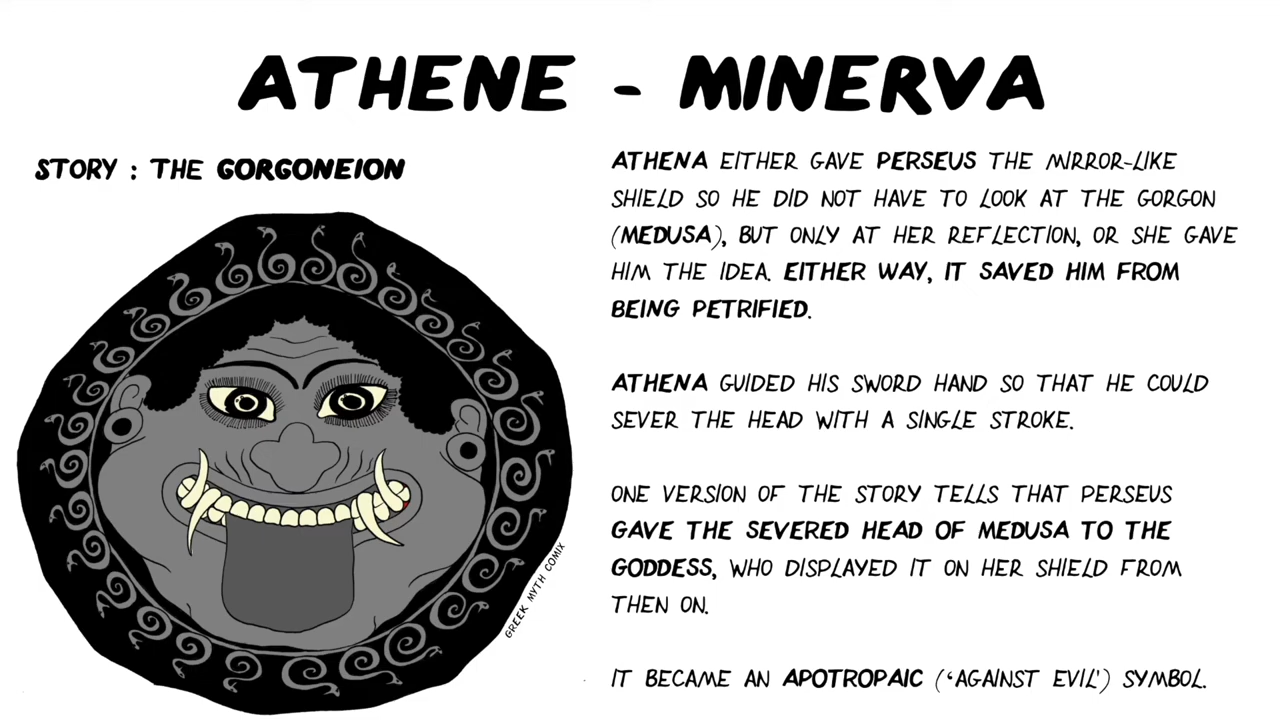 ATHENE - MINERVA
STORY : THE GORGONEION
ATHENA EITHER GAVE PERSEUS THE MIRROR-LIKE
SHIELD SO HE DID NOT HAVE TO LOOK AT THE GORGON
(MEDUSA), BUT ONLY AT HER REFLECTION, OR SHE GAVE
HIM THE IDEA. EITHER WAY, IT SAVED HIM FROM
BEING PETRIFIED.
ATHENA GUIDED HIS SWORD HAND SO THAT HE COULD
SEVER THE HEAD WITH A SINGLE STROKE.
ONE VERSION OF THE STORY TELLS THAT PERSEUS
GAVE THE SEVERED HEAD OF MEDUSA TO THE
GODDESS, WHO DISPLAYED IT ON HER SHIELD FROM
THEN ON.
IT BECAME AN APOTROPAIC ('AGAINST EVIL') SYMBOL.
GREEK MYTH COMIX